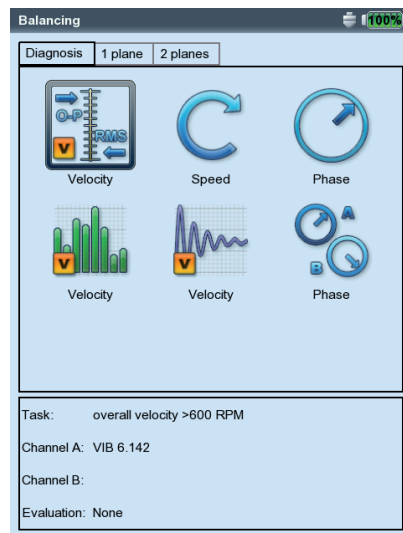 Balancing 100%
Diagnosis 1 plane 2 planes
O-P
RMS
V
Velocity Speed Phase
A
V V B
Velocity Velocity Phase
Task: overall velocity >600 RPM
Channel A: VIB 6.142
Channel B:
Evaluation: None